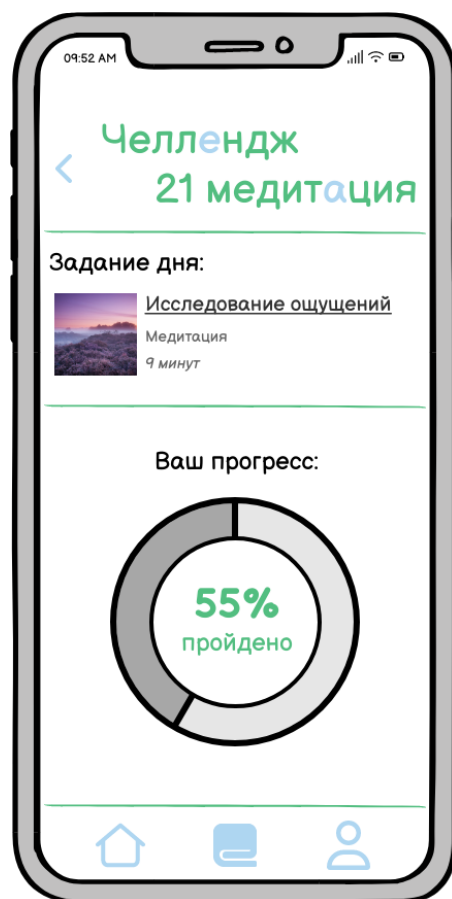 09:52 AM
Челлендж
21 медитация
Задание дня:
Исследование ощущений
Медитация
9 минут
Ваш прогресс:
55%
пройдено